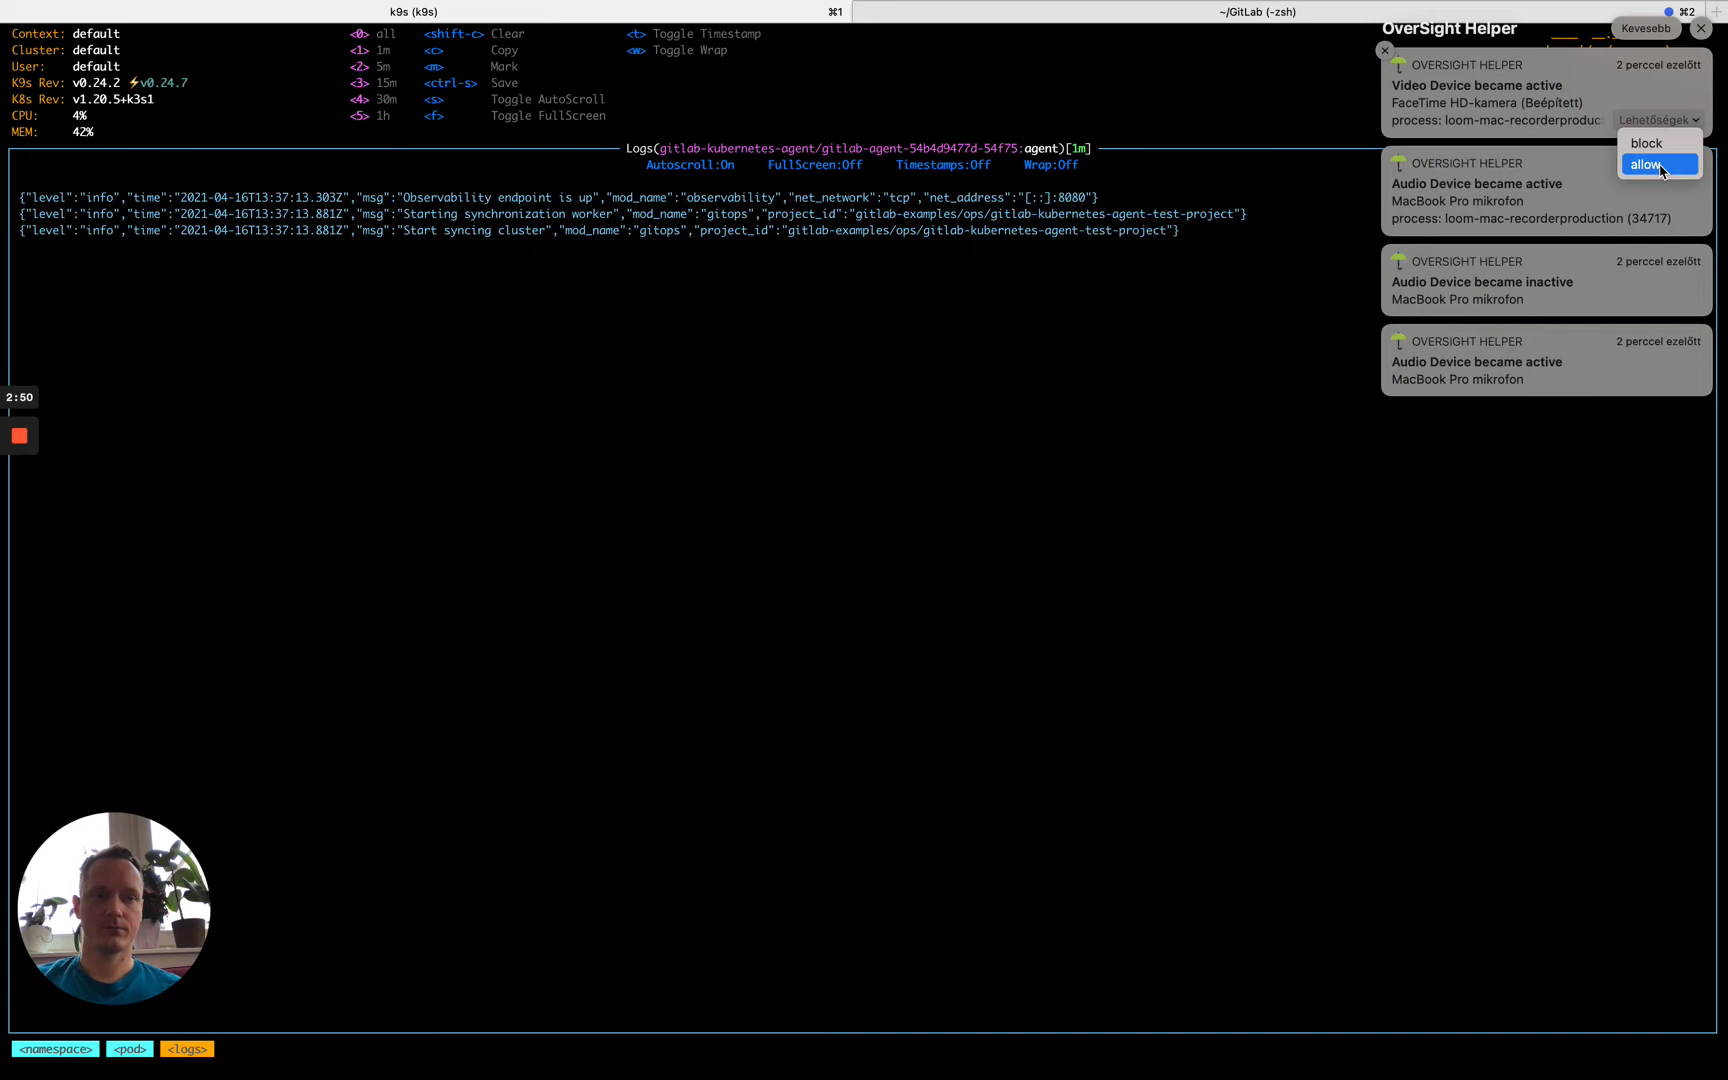 k9s (k9s)
⌘1
~/GitLab (-zsh)
⌘2
Context: default
Cluster: default
User: default
K9s Rev: v0.24.2 ⚡v0.24.7
K8s Rev: v1.20.5+k3s1
CPU: 4%
MEM: 42%
<0> all
<1> 1m
<2> 5m
<3> 15m
<4> 30m
<5> 1h
<shift-c> Clear
<c> Copy
<m> Mark
<ctrl-s> Save
<s> Toggle AutoScroll
<f> Toggle FullScreen
<t> Toggle Timestamp
<w> Toggle Wrap
Logs(gitlab-kubernetes-agent/gitlab-agent-54b4d9477d-54f75:agent)[1m]
Autoscroll:On FullScreen:Off Timestamps:Off Wrap:Off
{"level":"info","time":"2021-04-16T13:37:13.303Z","msg":"Observability endpoint is up","mod_name":"observability","net_network":"tcp","net_address":"[::]:8080"}
{"level":"info","time":"2021-04-16T13:37:13.881Z","msg":"Starting synchronization worker","mod_name":"gitops","project_id":"gitlab-examples/ops/gitlab-kubernetes-agent-test-project"}
{"level":"info","time":"2021-04-16T13:37:13.881Z","msg":"Start syncing cluster","mod_name":"gitops","project_id":"gitlab-examples/ops/gitlab-kubernetes-agent-test-project"}
OverSight Helper
Kevesebb
OVERSIGHT HELPER 2 perccel ezelőtt
Video Device became active
FaceTime HD-kamera (Beépített)
process: loom-mac-recorderproduc
Lehetőségek
block
allow
OVERSIGHT HELPER
Audio Device became active
MacBook Pro mikrofon
process: loom-mac-recorderproduction (34717)
OVERSIGHT HELPER 2 perccel ezelőtt
Audio Device became inactive
MacBook Pro mikrofon
OVERSIGHT HELPER 2 perccel ezelőtt
Audio Device became active
MacBook Pro mikrofon
2:50
<namespace> <pod> <logs>